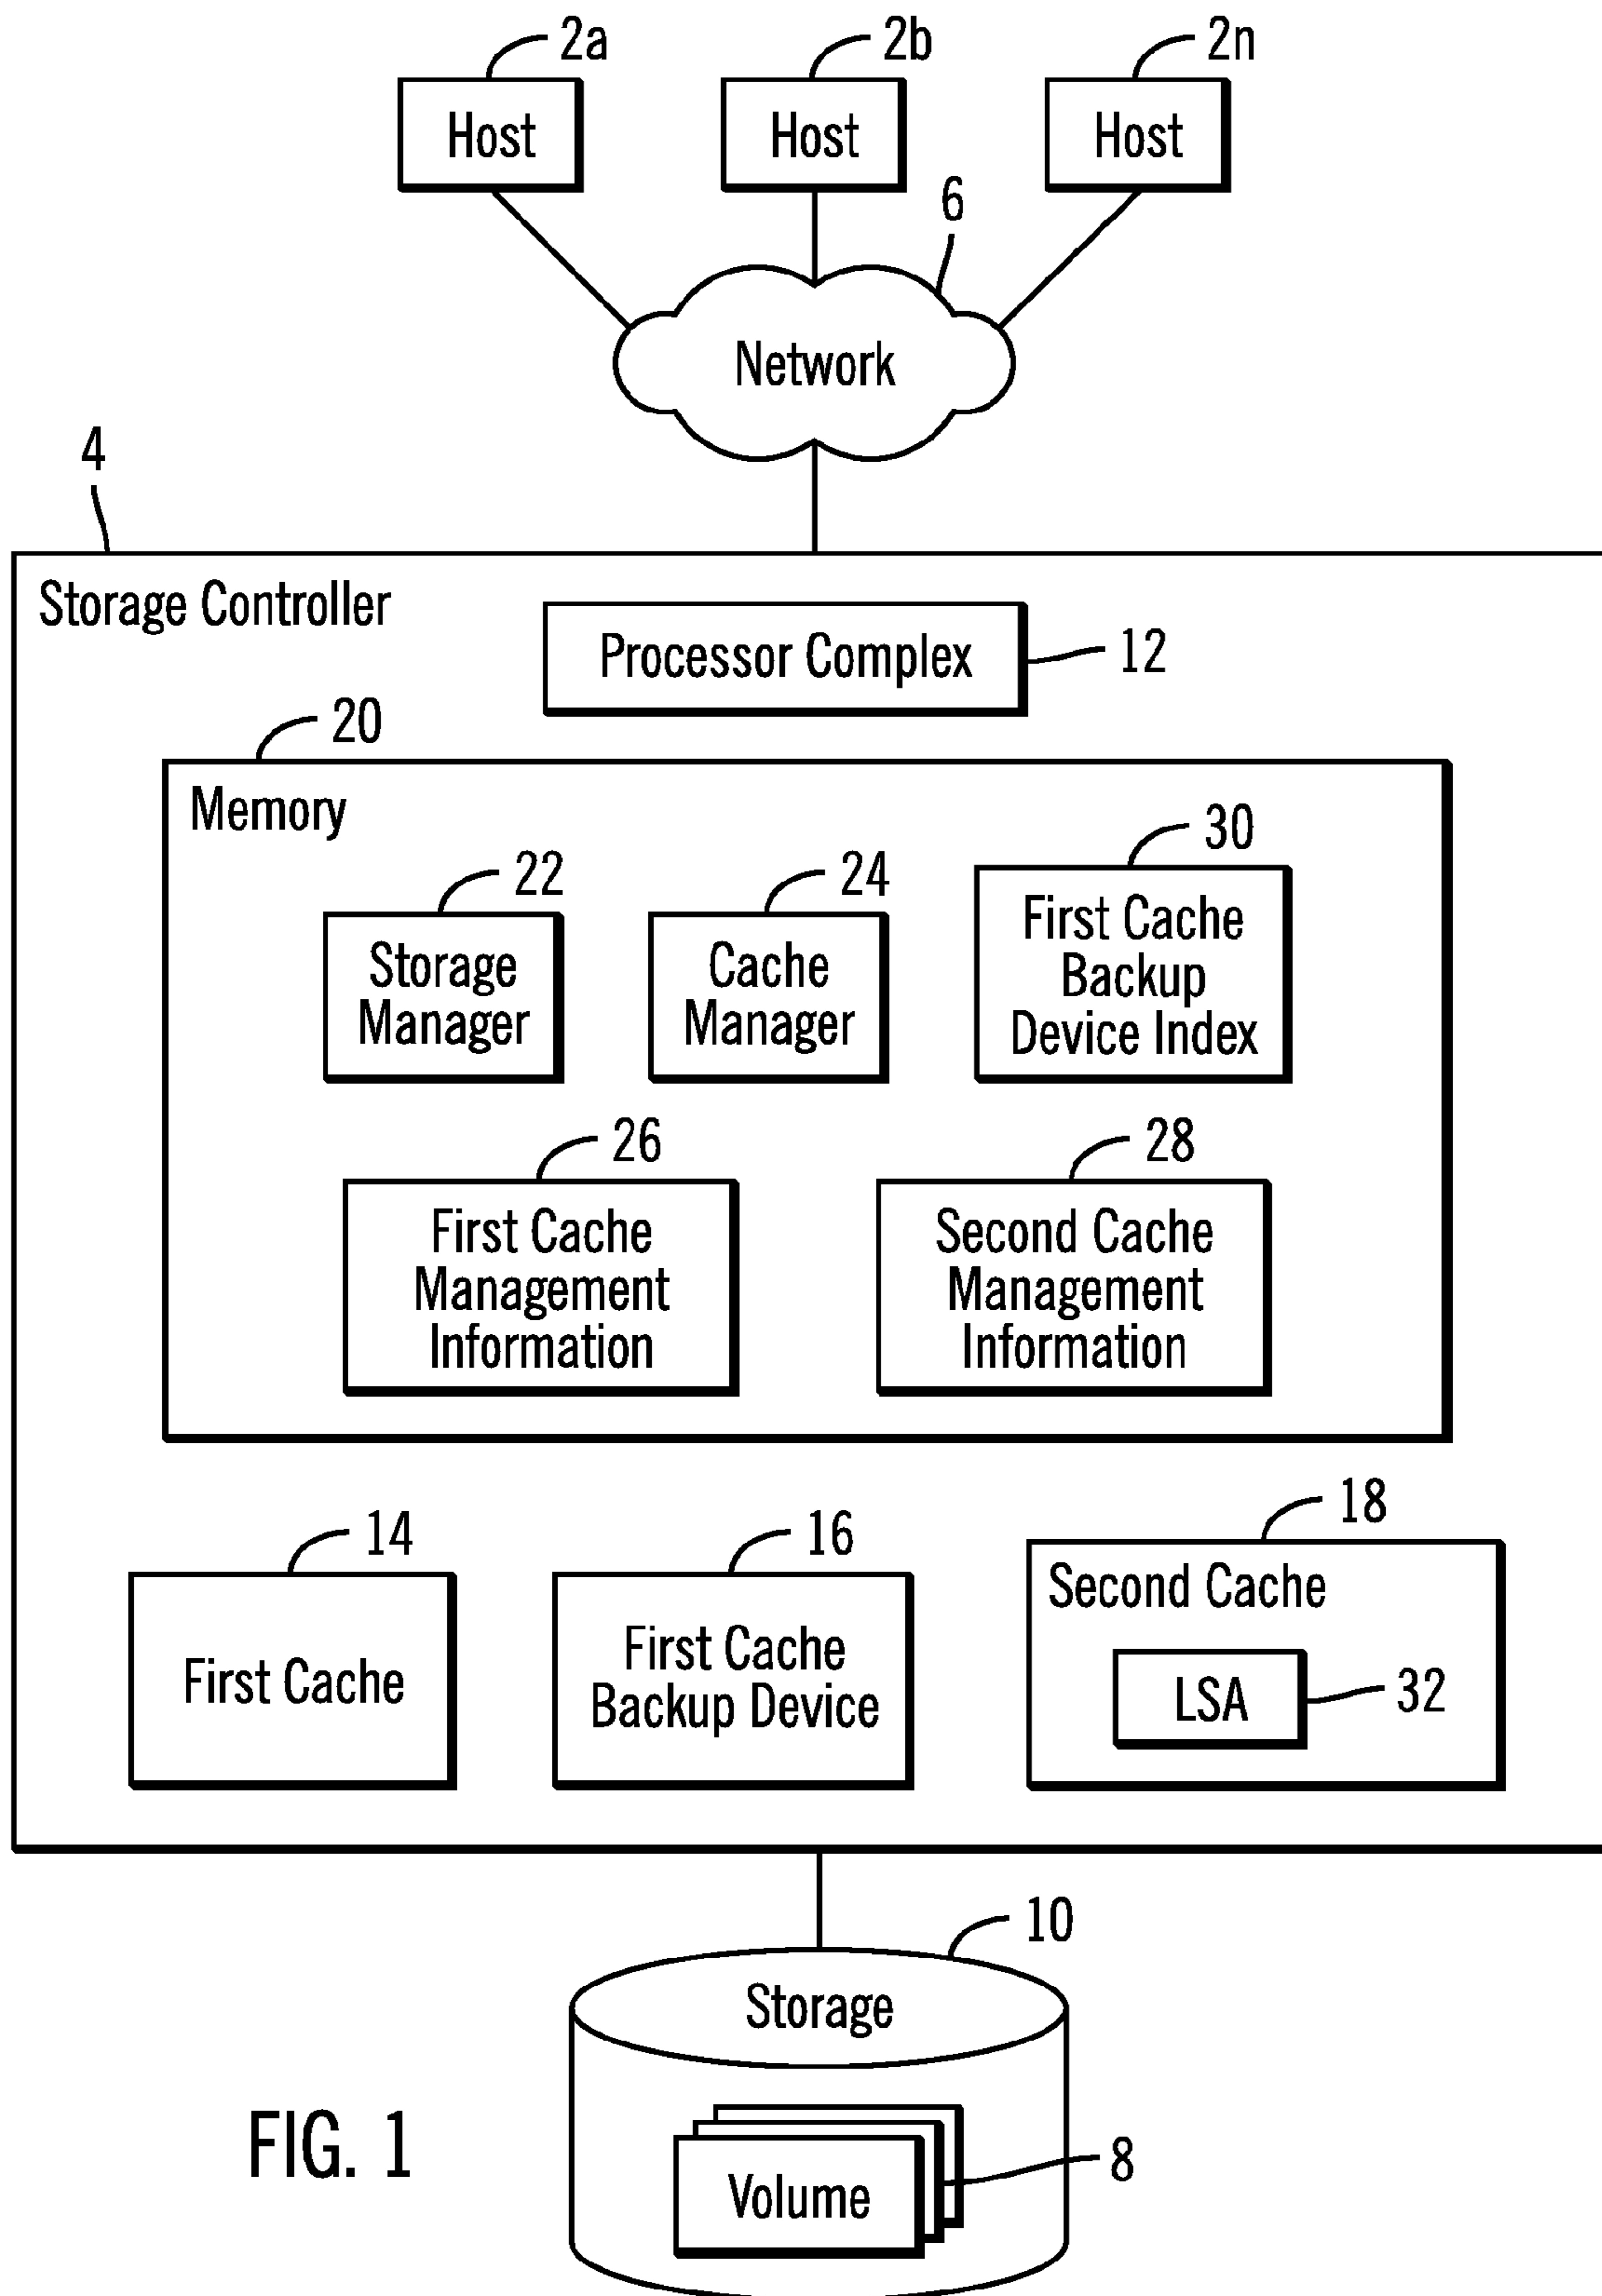 2a
2b
2n
Host
Host
Host
6
Network
4
Storage Controller
Processor Complex
12
20
Memory
22
24
30
Storage
Manager
Cache
Manager
First Cache
Backup
Device Index
26
28
First Cache
Management
Information
Second Cache
Management
Information
14
16
18
First Cache
First Cache
Backup Device
Second Cache
LSA
32
10
Storage
Volume
8
FIG. 1